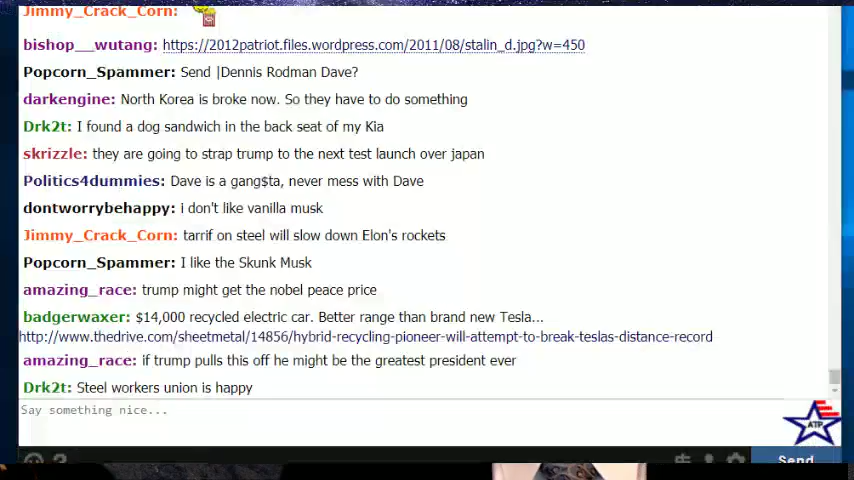 Jimmy_Crack_Corn:
bishop__wutang: https://2012patriot.files.wordpress.com/2011/08/stalin_d.jpg?w=450
Popcorn_Spammer: Send |Dennis Rodman Dave?
darkengine: North Korea is broke now. So they have to do something
Drk2t: I found a dog sandwich in the back seat of my Kia
skrizzle: they are going to strap trump to the next test launch over japan
Politics4dummies: Dave is a gang$ta, never mess with Dave
dontworrybehappy: i don't like vanilla musk
Jimmy_Crack_Corn: tarrif on steel will slow down Elon's rockets
Popcorn_Spammer: I like the Skunk Musk
amazing_race: trump might get the nobel peace price
badgerwaxer: $14,000 recycled electric car. Better range than brand new Tesla...
http://www.thedrive.com/sheetmetal/14856/hybrid-recycling-pioneer-will-attempt-to-break-teslas-distance-record
amazing_race: if trump pulls this off he might be the greatest president ever
Drk2t: Steel workers union is happy
Say something nice...
ATP
Send